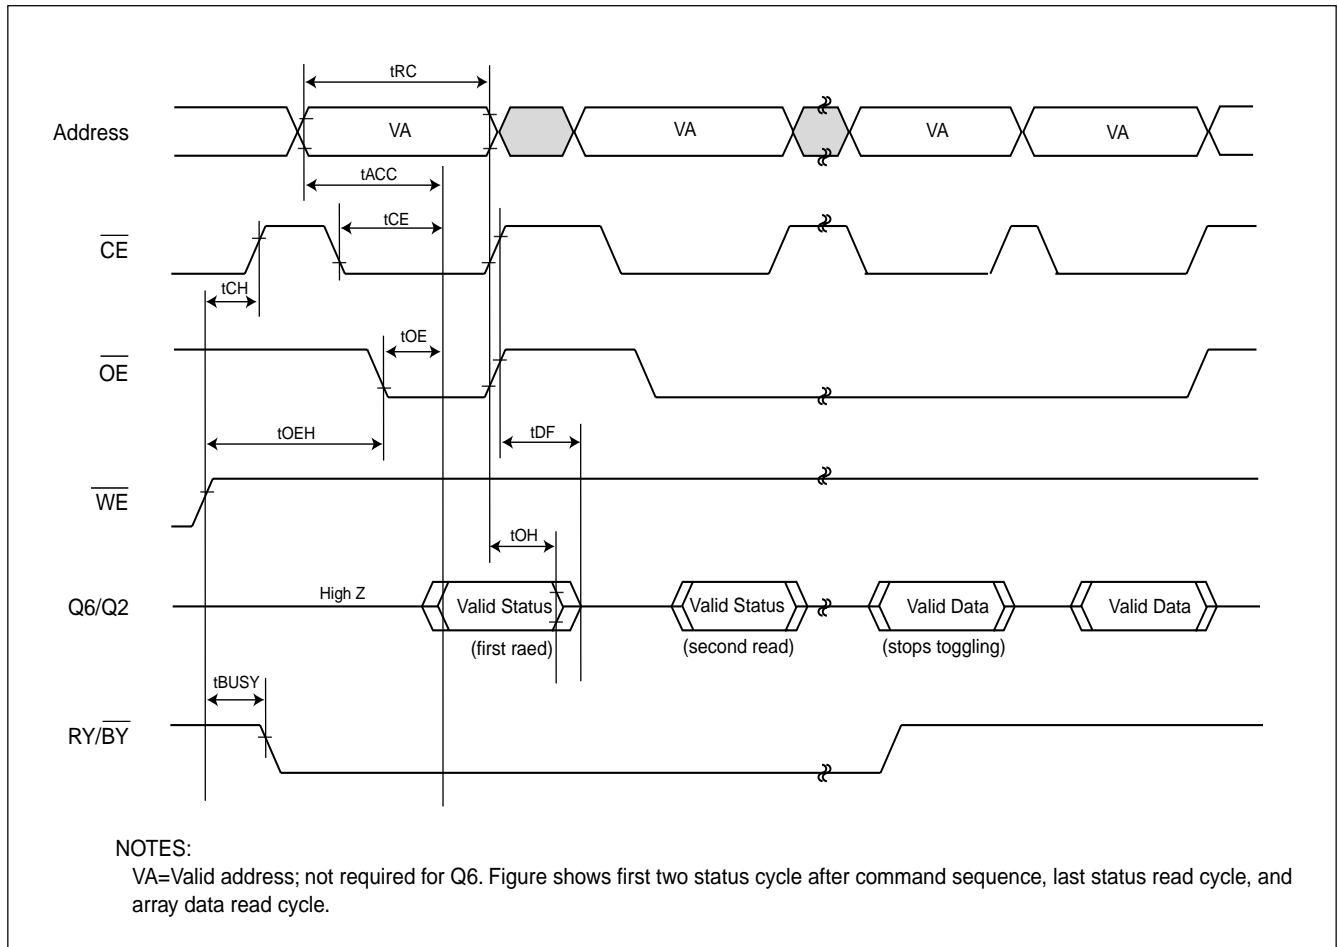 tRC
Address
VA
VA
VA
VA
tACC
tCE
CE
tCH
tOE
OE
tOEH
tDF
WE
tOH
Q6/Q2
High Z
Valid Status
Valid Status
Valid Data
Valid Data
(first raed)
(second read)
(stops toggling)
tBUSY
RY/BY
NOTES:
VA=Valid address; not required for Q6. Figure shows first two status cycle after command sequence, last status read cycle, and
array data read cycle.